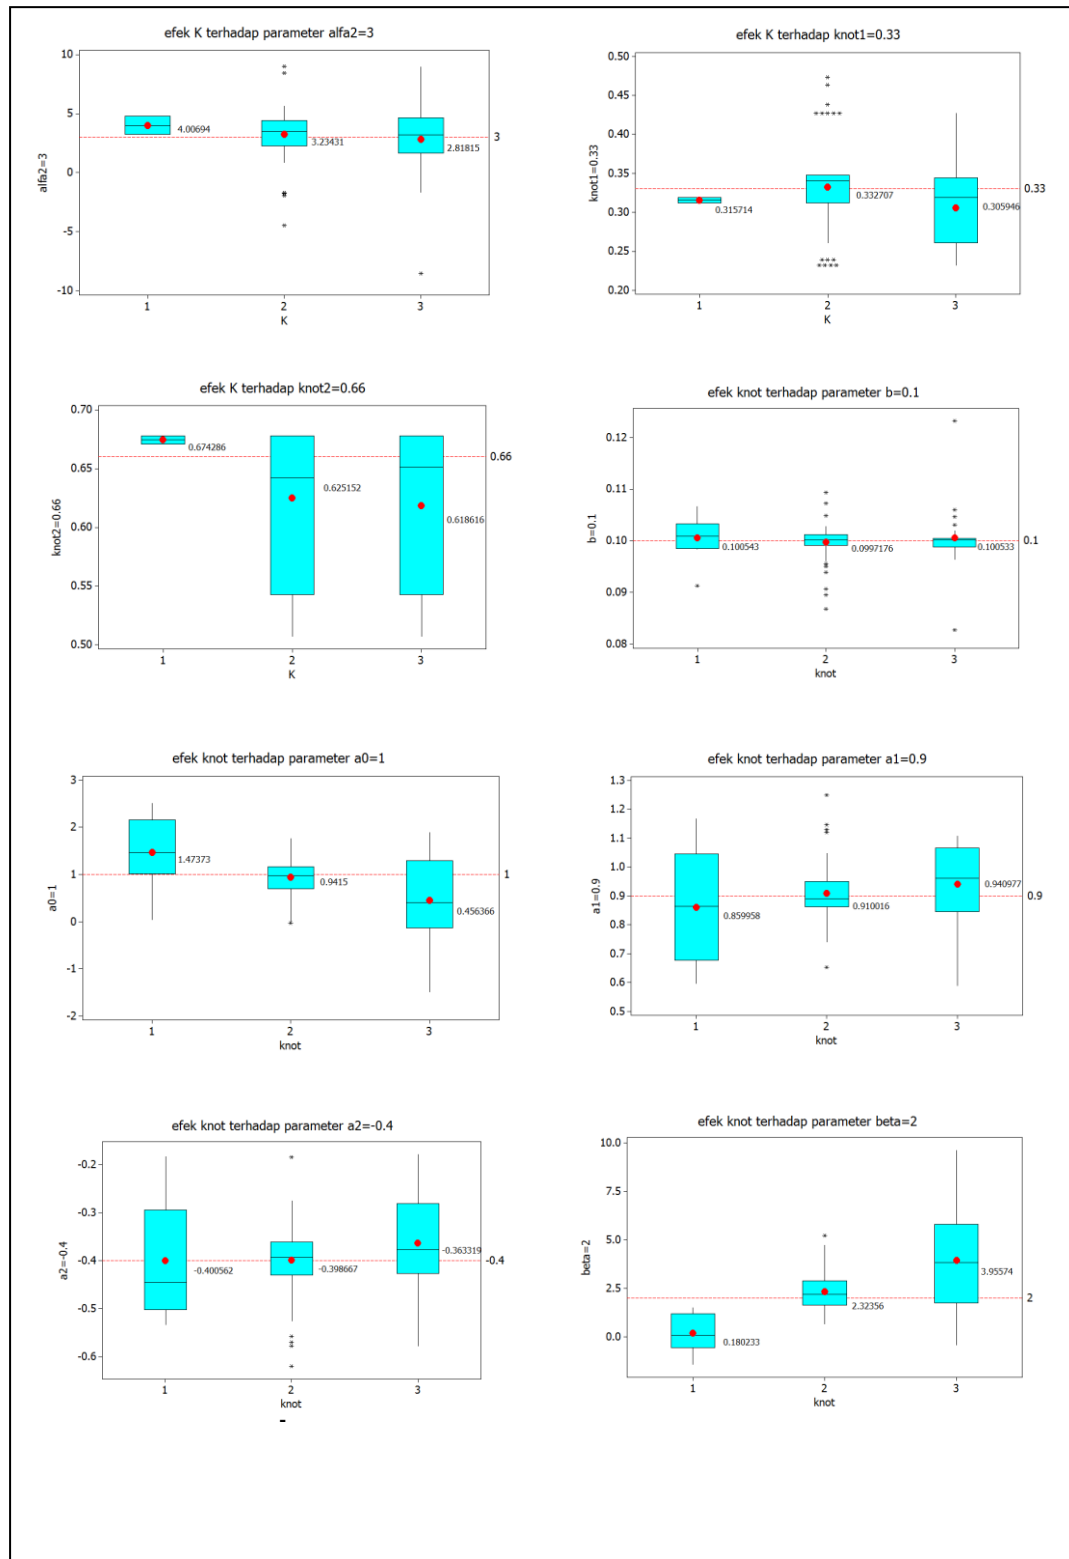 efek K terhadap parameter alfa2=3
10
5
0
-5
-10
alfa2=3
4.00694
3.23431
2.81815
3
1 2 3
K
efek K terhadap knot1=0.33
0.50
0.45
0.40
0.35
0.30
0.25
0.20
knot1=0.33
0.315714
0.332707
0.305946
0.33
1 2 3
K
efek K terhadap knot2=0.66
0.70
0.65
0.60
0.55
0.50
knot2=0.66
0.674286
0.625152
0.618616
0.66
1 2 3
K
efek knot terhadap parameter b=0.1
0.12
0.11
0.10
0.09
0.08
b=0.1
0.100543
0.0997176
0.100533
0.1
1 2 3
knot
efek knot terhadap parameter a0=1
3
2
1
0
-1
-2
a0=1
1.47373
0.9415
0.456366
1
1 2 3
knot
efek knot terhadap parameter a1=0.9
1.3
1.2
1.1
1.0
0.9
0.8
0.7
0.6
0.5
a1=0.9
0.859958
0.910016
0.940977
0.9
1 2 3
knot
efek knot terhadap parameter a2=-0.4
-0.2
-0.3
-0.4
-0.5
-0.6
a2=-0.4
-0.400562
-0.398667
-0.363319
-0.4
1 2 3
knot
-
efek knot terhadap parameter beta=2
10.0
7.5
5.0
2.5
0.0
beta=2
0.180233
2.32356
3.95574
2
1 2 3
knot